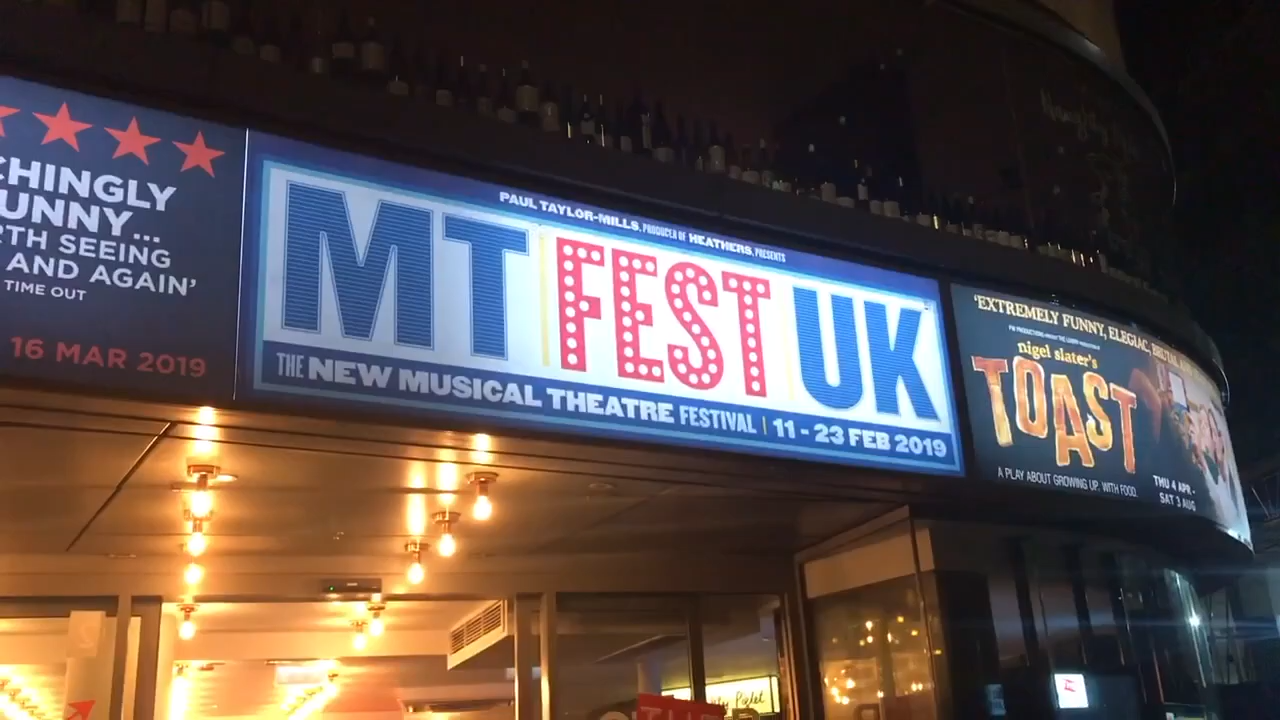 CHINGLY
UNNY...
RTH SEEING
AND AGAIN'
TIME OUT
16 MAR 2019
PAUL TAYLOR-MILLS, PRODUCER OF HEATHERS, PRESENTS
MT FEST UK
THE NEW MUSICAL THEATRE FESTIVAL | 11 - 23 FEB 2019
'EXTREMELY FUNNY, ELEGIAC, BRUTAL
nigel slater's
TOAST
A PLAY ABOUT GROWING UP. WITH FOOD.
THU 4 APR -
SAT 3 AUG